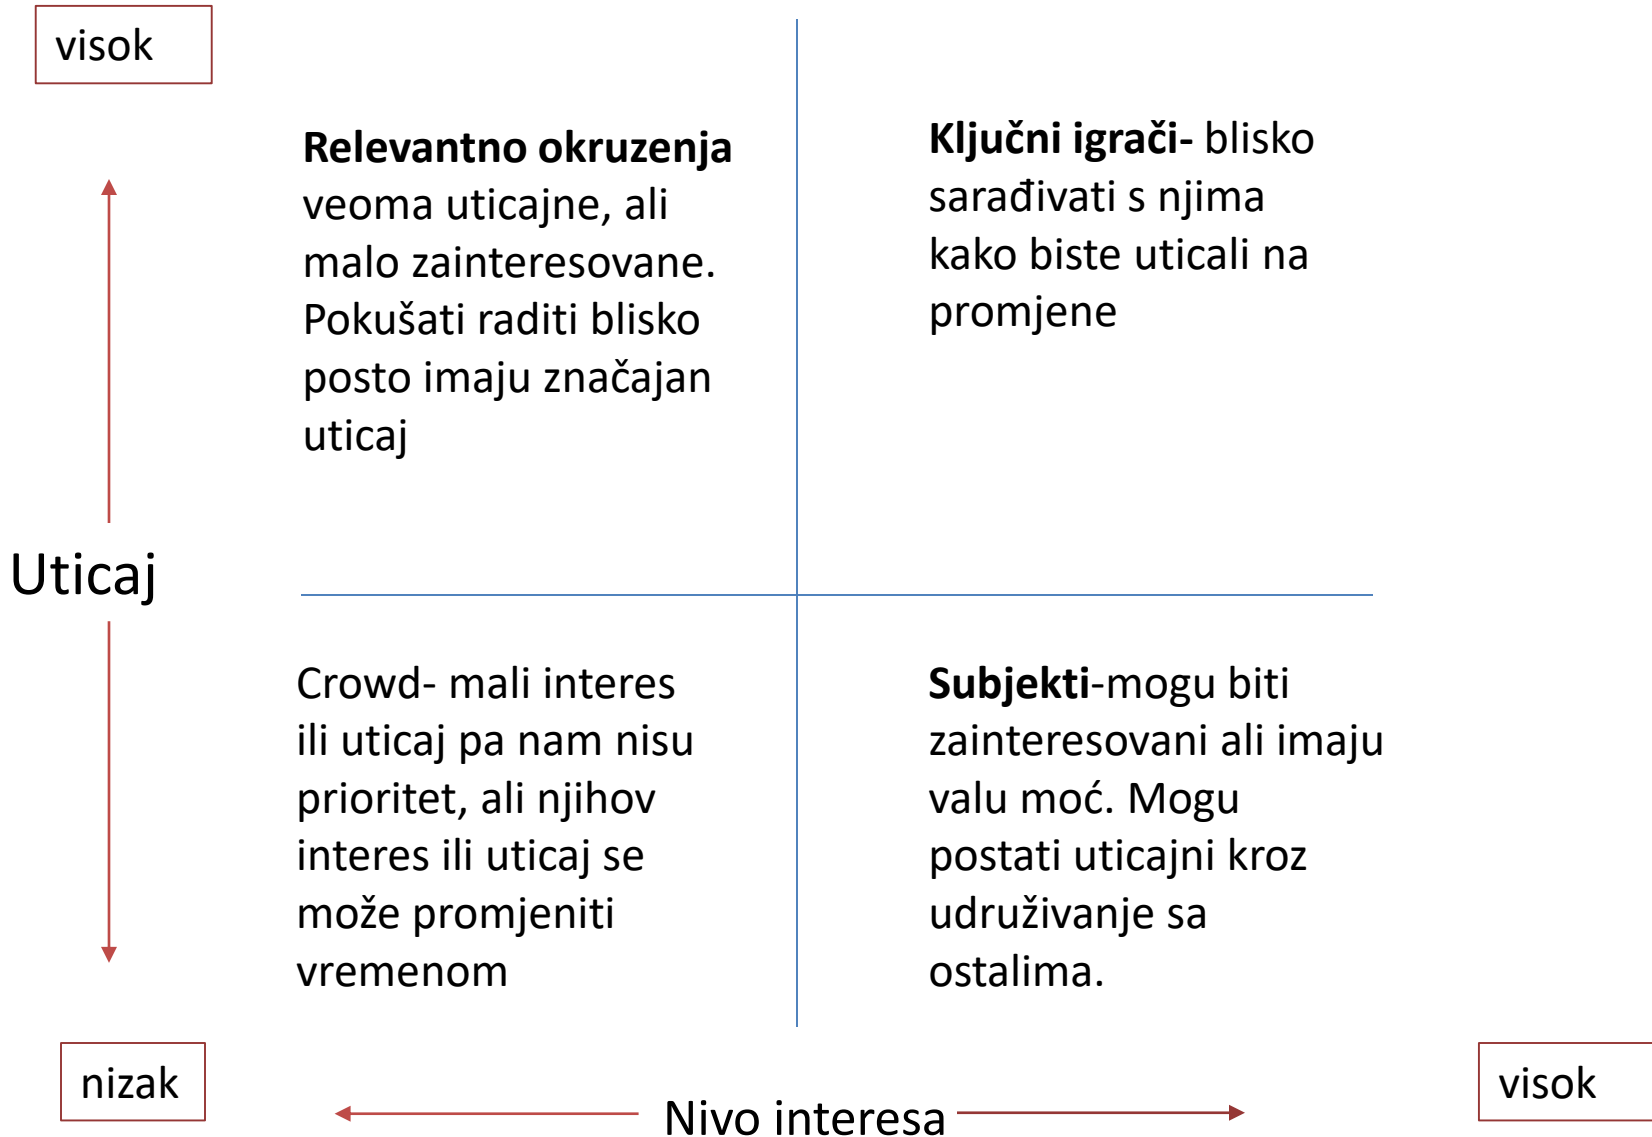 visok
Relevantno okruzenja
veoma uticajne, ali
malo zainteresovane.
Pokušati raditi blisko
posto imaju značajan
uticaj
Ključni igrači- blisko
sarađivati s njima
kako biste uticali na
promjene
Uticaj
Crowd- mali interes
ili uticaj pa nam nisu
prioritet, ali njihov
interes ili uticaj se
može promjeniti
vremenom
Subjekti-mogu biti
zainteresovani ali imaju
valu moć. Mogu
postati uticajni kroz
udruživanje sa
ostalima.
nizak
Nivo interesa
visok